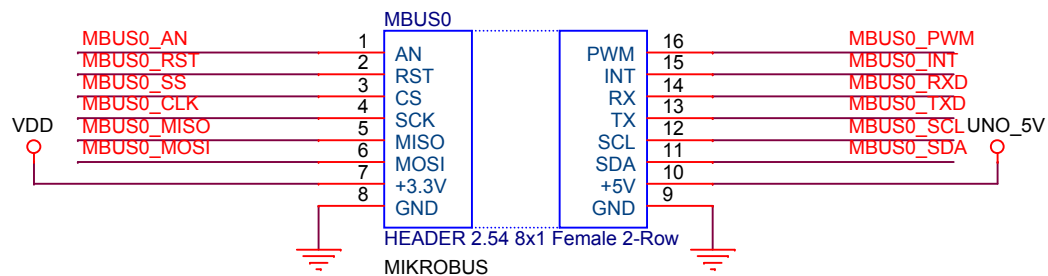 MBUS0
MBUS0_AN 1 AN PWM 16 MBUS0_PWM
MBUS0_RST 2 RST INT 15 MBUS0_INT
MBUS0_SS 3 CS RX 14 MBUS0_RXD
MBUS0_CLK 4 SCK TX 13 MBUS0_TXD
VDD MBUS0_MISO 5 MISO SCL 12 MBUS0_SCL UNO_5V
MBUS0_MOSI 6 MOSI SDA 11 MBUS0_SDA
7 +3.3V +5V 10
8 GND GND 9
HEADER 2.54 8x1 Female 2-Row
MIKROBUS